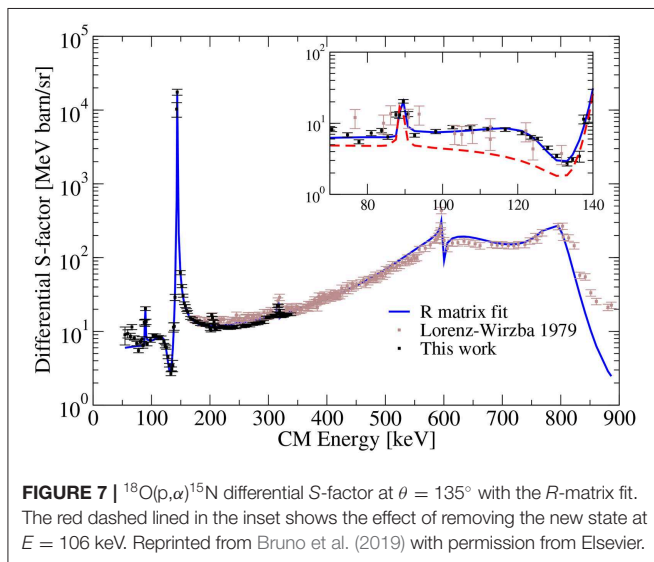 10^5
10^4
10^3
10^2
10^1
10^0
Differential S-factor [MeV barn/sr]
0 100 200 300 400 500 600 700 800 900
CM Energy [keV]
10^2
10^1
10^0
80 100 120 140
R matrix fit
Lorenz-Wirzba 1979
This work
FIGURE 7 | ^18O(p,α)^15N differential S-factor at θ = 135° with the R-matrix fit.
The red dashed lined in the inset shows the effect of removing the new state at
E = 106 keV. Reprinted from Bruno et al. (2019) with permission from Elsevier.